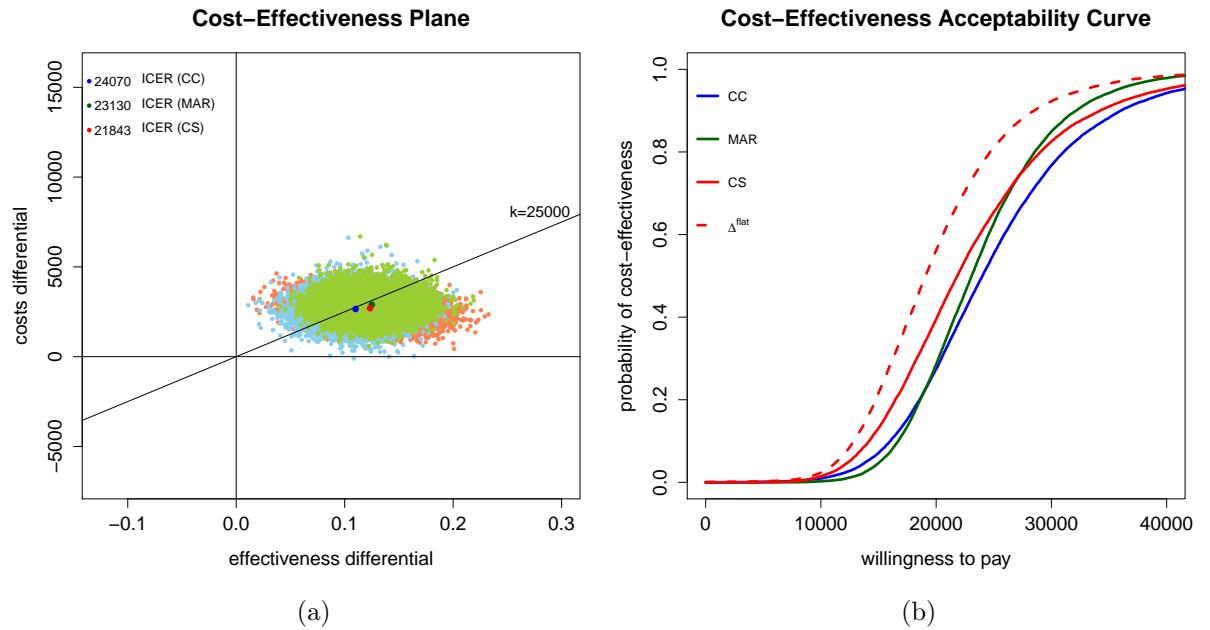 Cost−Effectiveness Plane
24070 ICER (CC)
23130 ICER (MAR)
21843 ICER (CS)
k=25000
costs differential
−5000 0 5000 10000 15000
−0.1 0.0 0.1 0.2 0.3
effectiveness differential
(a)
Cost−Effectiveness Acceptability Curve
CC
MAR
CS
Δ^flat
probability of cost−effectiveness
0.0 0.2 0.4 0.6 0.8 1.0
0 10000 20000 30000 40000
willingness to pay
(b)